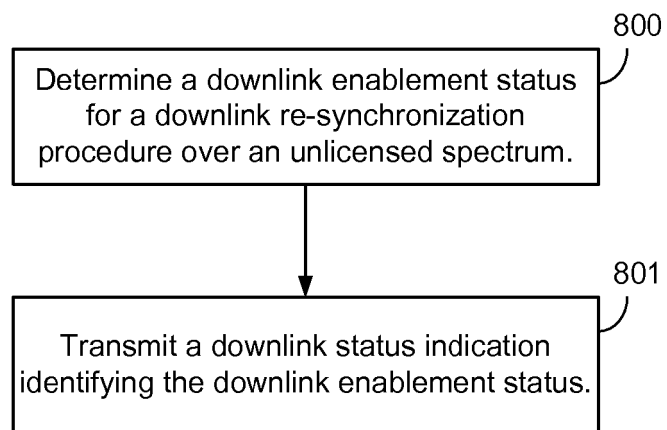 800
Determine a downlink enablement status
for a downlink re-synchronization
procedure over an unlicensed spectrum.
801
Transmit a downlink status indication
identifying the downlink enablement status.